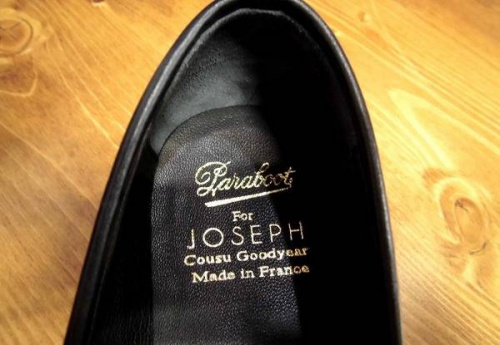 Paraboot
For
JOSEPH
Cousu Goodyear
Made in France